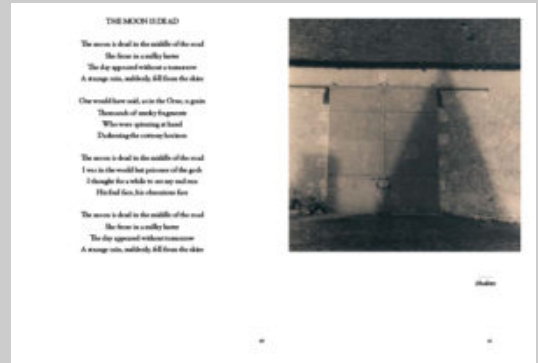 THE MOON IS DEAD
The moon is dead in the middle of the road
She froze in a milky haze
The day appeared without a tomorrow
A strange rain, suddenly, fell from the skies
One would have said, as in the Orne, a grain
Thousands of smoky fragments
Who were spinning at hand
Darkening the cottony horizon
The moon is dead in the middle of the road
I was in the world last prisoner of the gods
I thought for a while to see my end near
His final face, his obnoxious face
The moon is dead in the middle of the road
She froze in a milky haze
The day appeared without tomorrow
A strange rain, suddenly, fell from the skies